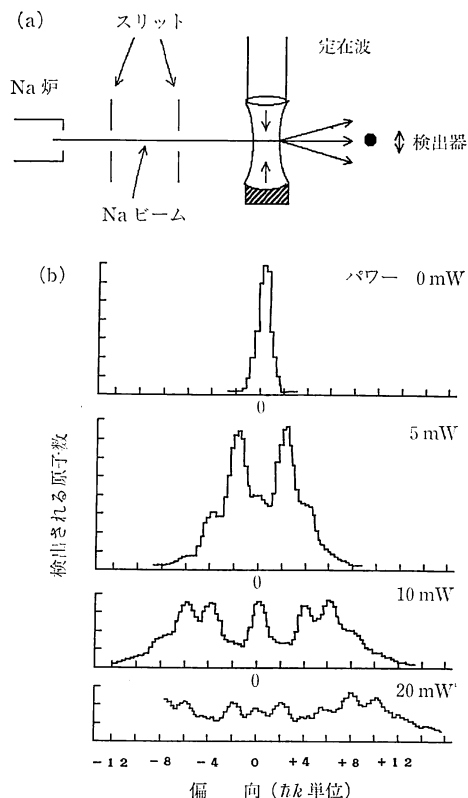 (a)
スリット
定在波
Na 炉
検出器
Na ビーム
(b)
パワー 0 mW
0
5 mW
0
10 mW
0
20 mW
検出される原子数
-12 -8 -4 0 +4 +8 +12
偏 向 (ℏk 単位)